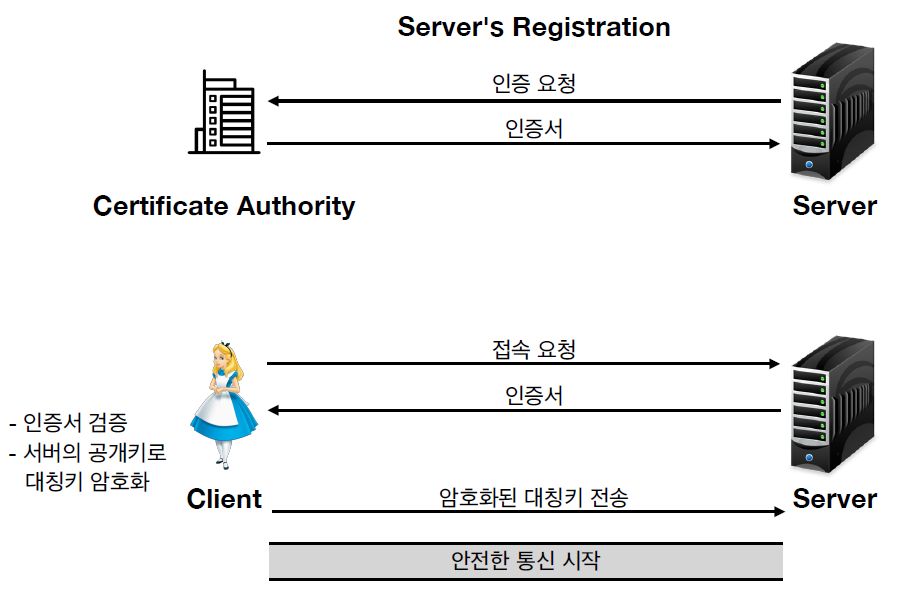 Server's Registration
인증 요청
인증서
Certificate Authority
Server
접속 요청
인증서
- 인증서 검증
- 서버의 공개키로
대칭키 암호화
Client
암호화된 대칭키 전송
Server
안전한 통신 시작